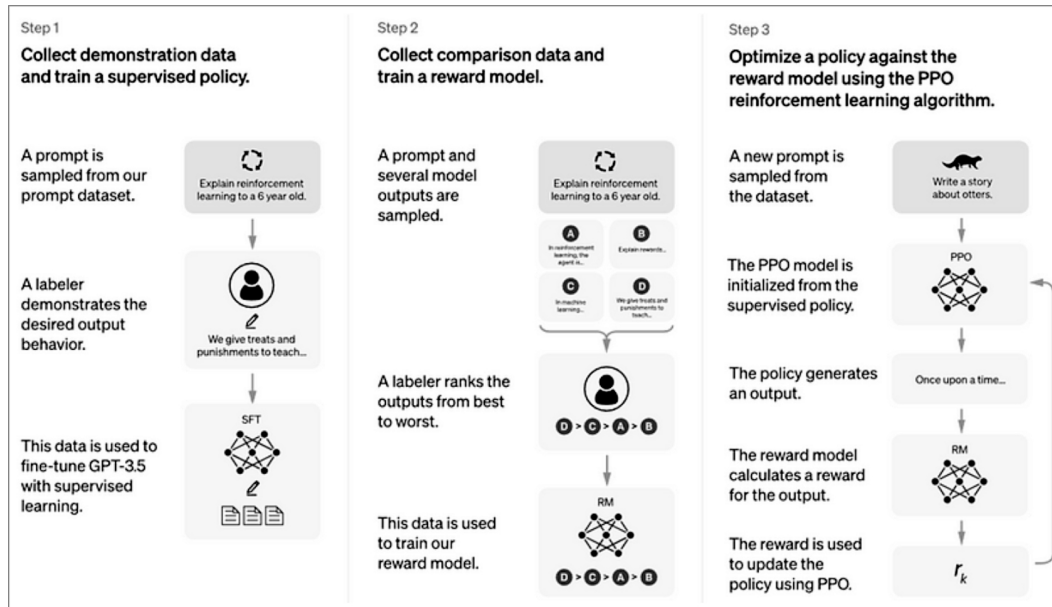 Step 1
Collect demonstration data
and train a supervised policy.
A prompt is
sampled from our
prompt dataset.
Explain reinforcement
learning to a 6 year old.
A labeler
demonstrates the
desired output
behavior.
We give treats and
punishments to teach...
This data is used to
fine-tune GPT-3.5
with supervised
learning.
SFT
Step 2
Collect comparison data and
train a reward model.
A prompt and
several model
outputs are
sampled.
Explain reinforcement
learning to a 6 year old.
A
In reinforcement
learning, the
agent is...
B
Explain rewards...
C
In machine
learning...
D
We give treats and
punishments to
teach...
A labeler ranks the
outputs from best
to worst.
D > C > A > B
This data is used
to train our
reward model.
RM
D > C > A > B
Step 3
Optimize a policy against the
reward model using the PPO
reinforcement learning algorithm.
A new prompt is
sampled from
the dataset.
Write a story
about otters.
The PPO model is
initialized from the
supervised policy.
PPO
The policy generates
an output.
Once upon a time...
The reward model
calculates a reward
for the output.
RM
The reward is used
to update the
policy using PPO.
rk